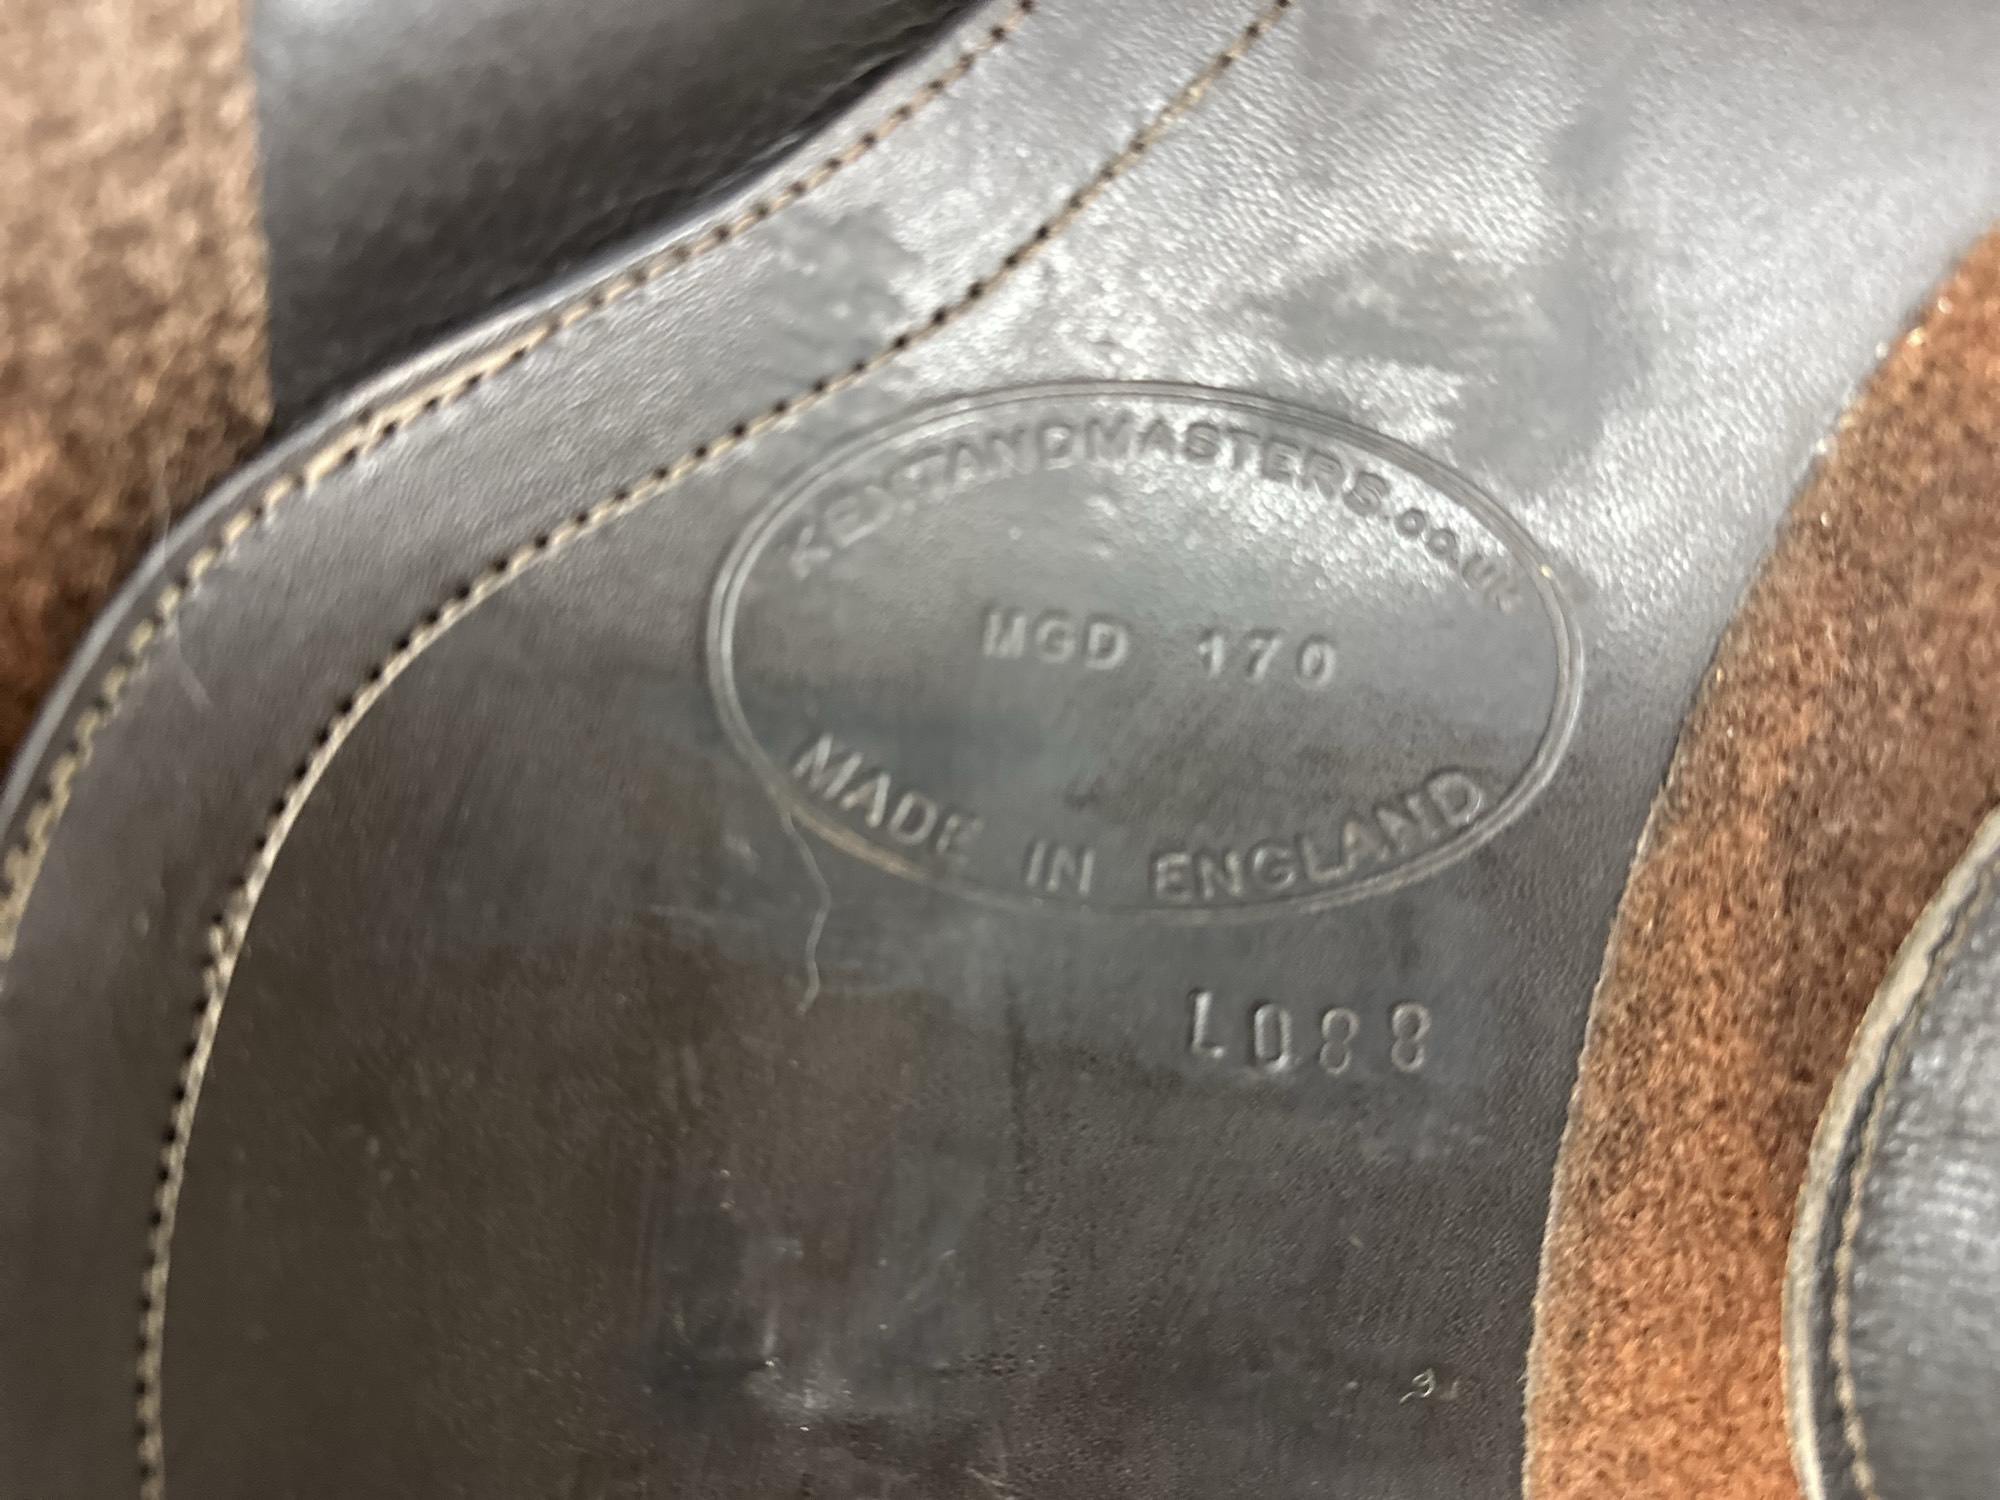 KENTANDMASTERS.CO.UK
MGD 170
MADE IN ENGLAND
L088